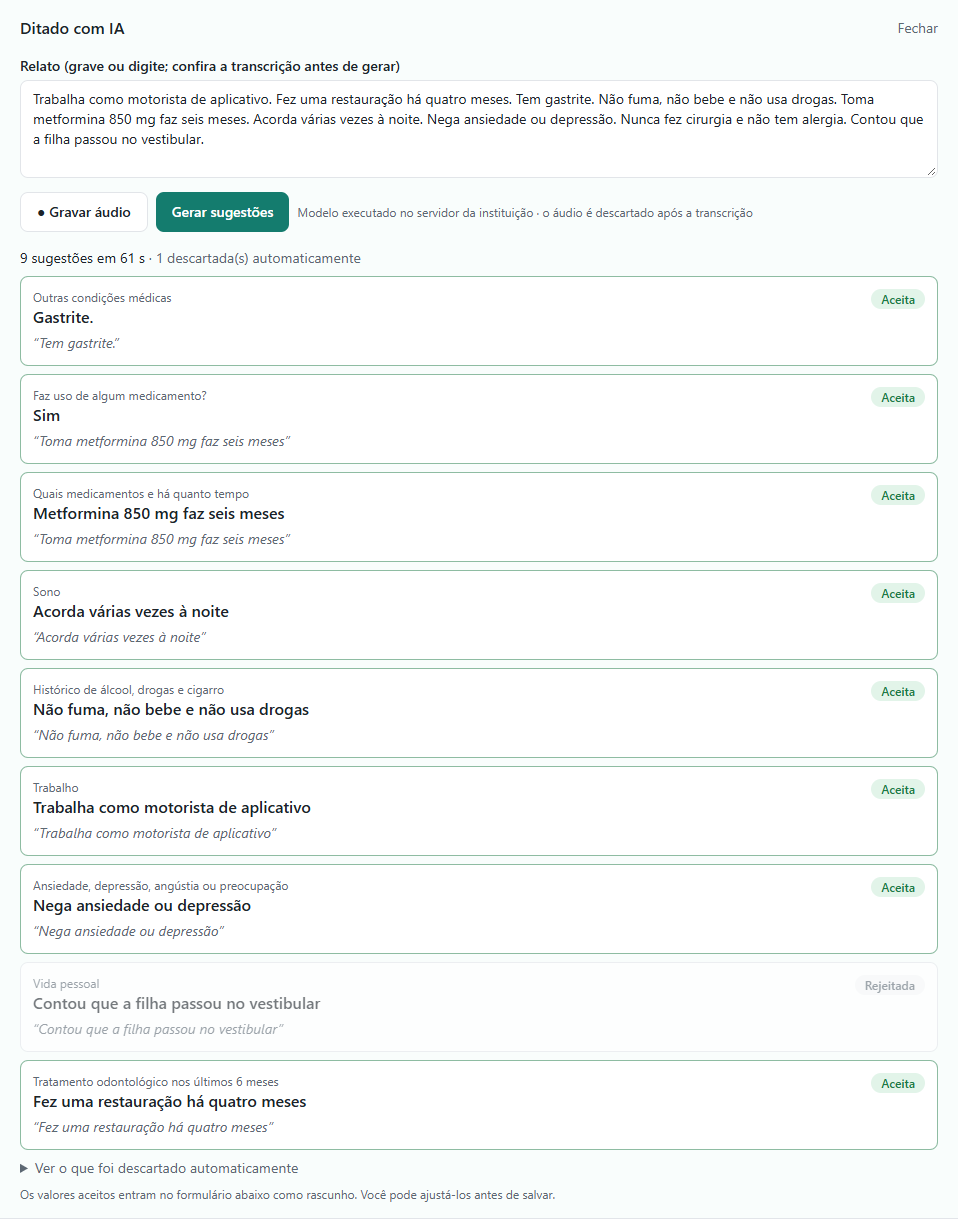 Ditado com IA
Fechar
Relato (grave ou digite; confira a transcrição antes de gerar)
Trabalha como motorista de aplicativo. Fez uma restauração há quatro meses. Tem gastrite. Não fuma, não bebe e não usa drogas. Toma
metformina 850 mg faz seis meses. Acorda várias vezes à noite. Nega ansiedade ou depressão. Nunca fez cirurgia e não tem alergia. Contou que
a filha passou no vestibular.
● Gravar áudio
Gerar sugestões
Modelo executado no servidor da instituição · o áudio é descartado após a transcrição
9 sugestões em 61 s · 1 descartada(s) automaticamente
Outras condições médicas
Aceita
Gastrite.
“Tem gastrite.”
Faz uso de algum medicamento?
Aceita
Sim
“Toma metformina 850 mg faz seis meses”
Quais medicamentos e há quanto tempo
Aceita
Metformina 850 mg faz seis meses
“Toma metformina 850 mg faz seis meses”
Sono
Aceita
Acorda várias vezes à noite
“Acorda várias vezes à noite”
Histórico de álcool, drogas e cigarro
Aceita
Não fuma, não bebe e não usa drogas
“Não fuma, não bebe e não usa drogas”
Trabalho
Aceita
Trabalha como motorista de aplicativo
“Trabalha como motorista de aplicativo”
Ansiedade, depressão, angústia ou preocupação
Aceita
Nega ansiedade ou depressão
“Nega ansiedade ou depressão”
Vida pessoal
Rejeitada
Contou que a filha passou no vestibular
“Contou que a filha passou no vestibular”
Tratamento odontológico nos últimos 6 meses
Aceita
Fez uma restauração há quatro meses
“Fez uma restauração há quatro meses”
▶ Ver o que foi descartado automaticamente
Os valores aceitos entram no formulário abaixo como rascunho. Você pode ajustá-los antes de salvar.